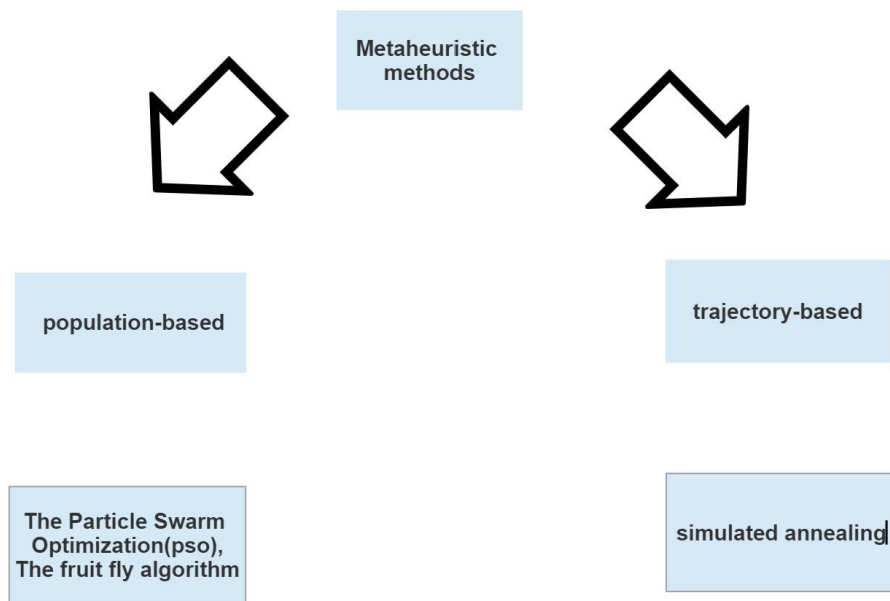 Metaheuristic
methods
population-based
trajectory-based
The Particle Swarm
Optimization(pso),
The fruit fly algorithm
simulated annealing